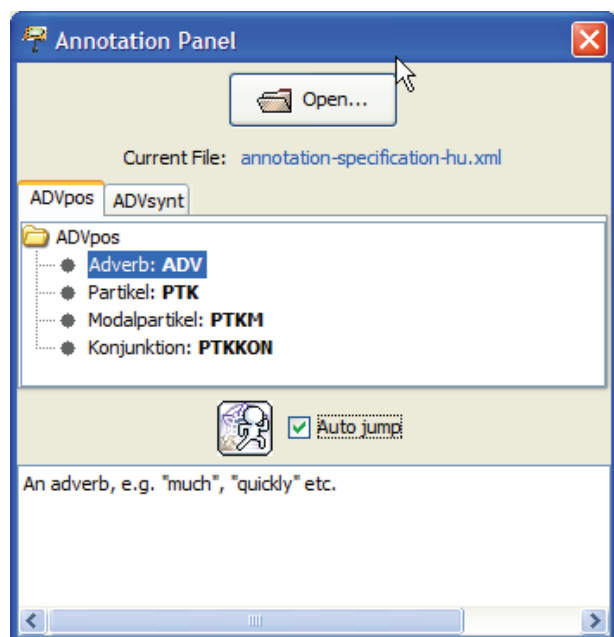 Annotation Panel
Open...
Current File: annotation-specification-hu.xml
ADVpos ADVsynt
ADVpos
Adverb: ADV
Partikel: PTK
Modalpartikel: PTKM
Konjunktion: PTKKON
Auto jump
An adverb, e.g. "much", "quickly" etc.